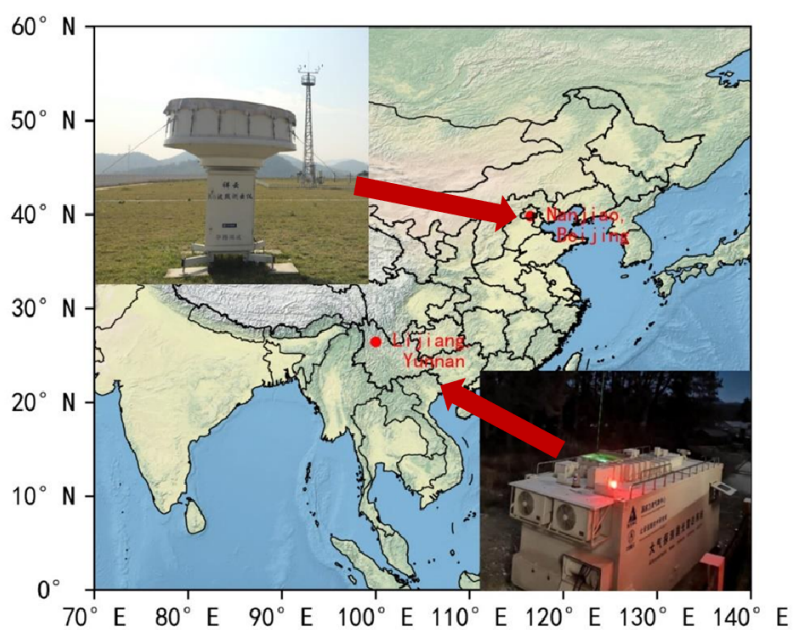 60° N
50° N
40° N
30° N
20° N
10° N
0°
70° E
80° E
90° E
100° E
110° E
120° E
130° E
140° E
Nanjiao,
Beijing
Lijiang,
Yunnan